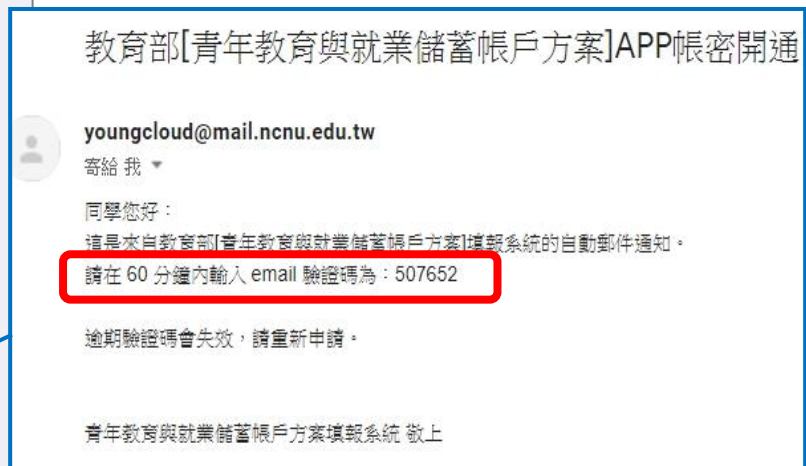 教育部[青年教育與就業儲蓄帳戶方案]APP帳密開通
youngcloud@mail.ncnu.edu.tw
寄給 我
同學您好：
這是來自教育部[青年教育與就業儲蓄帳戶方案]填報系統的自動郵件通知。
請在 60 分鐘內輸入 email 驗證碼為：507652
逾期驗證碼會失效，請重新申請。
青年教育與就業儲蓄帳戶方案填報系統 敬上